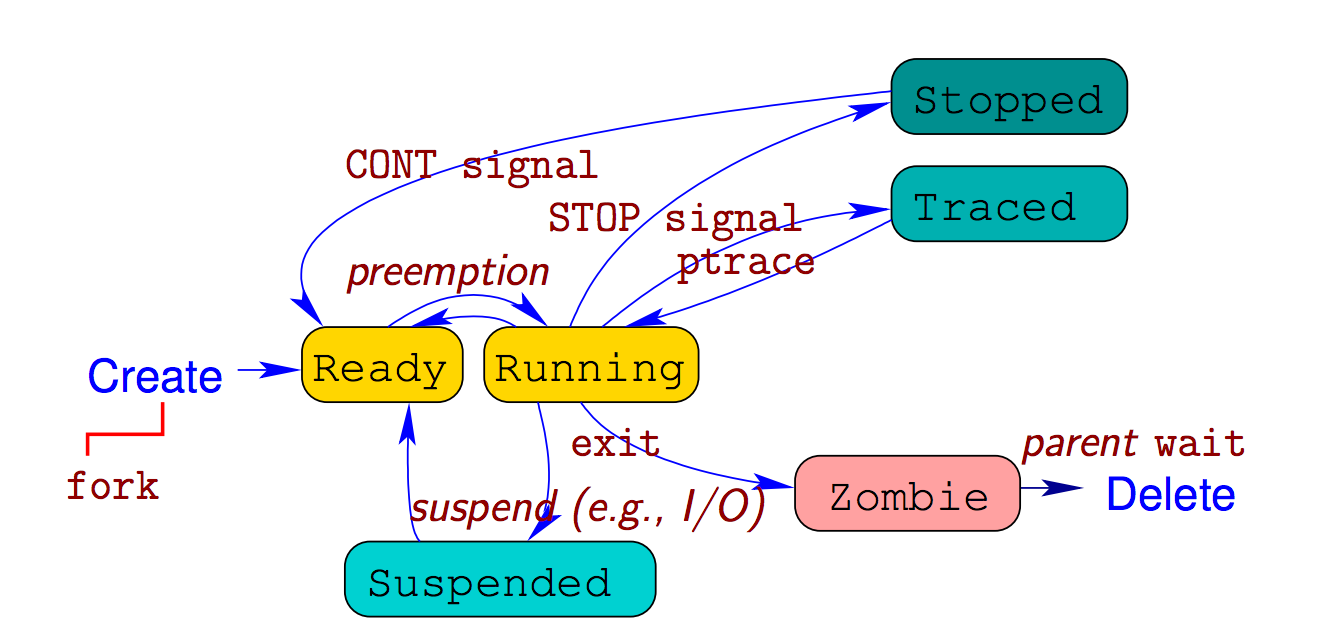 Stopped
CONT signal
Traced
STOP signal
ptrace
preemption
Ready
Running
Create
exit
parent wait
fork
Zombie
Delete
suspend (e.g., I/O)
Suspended